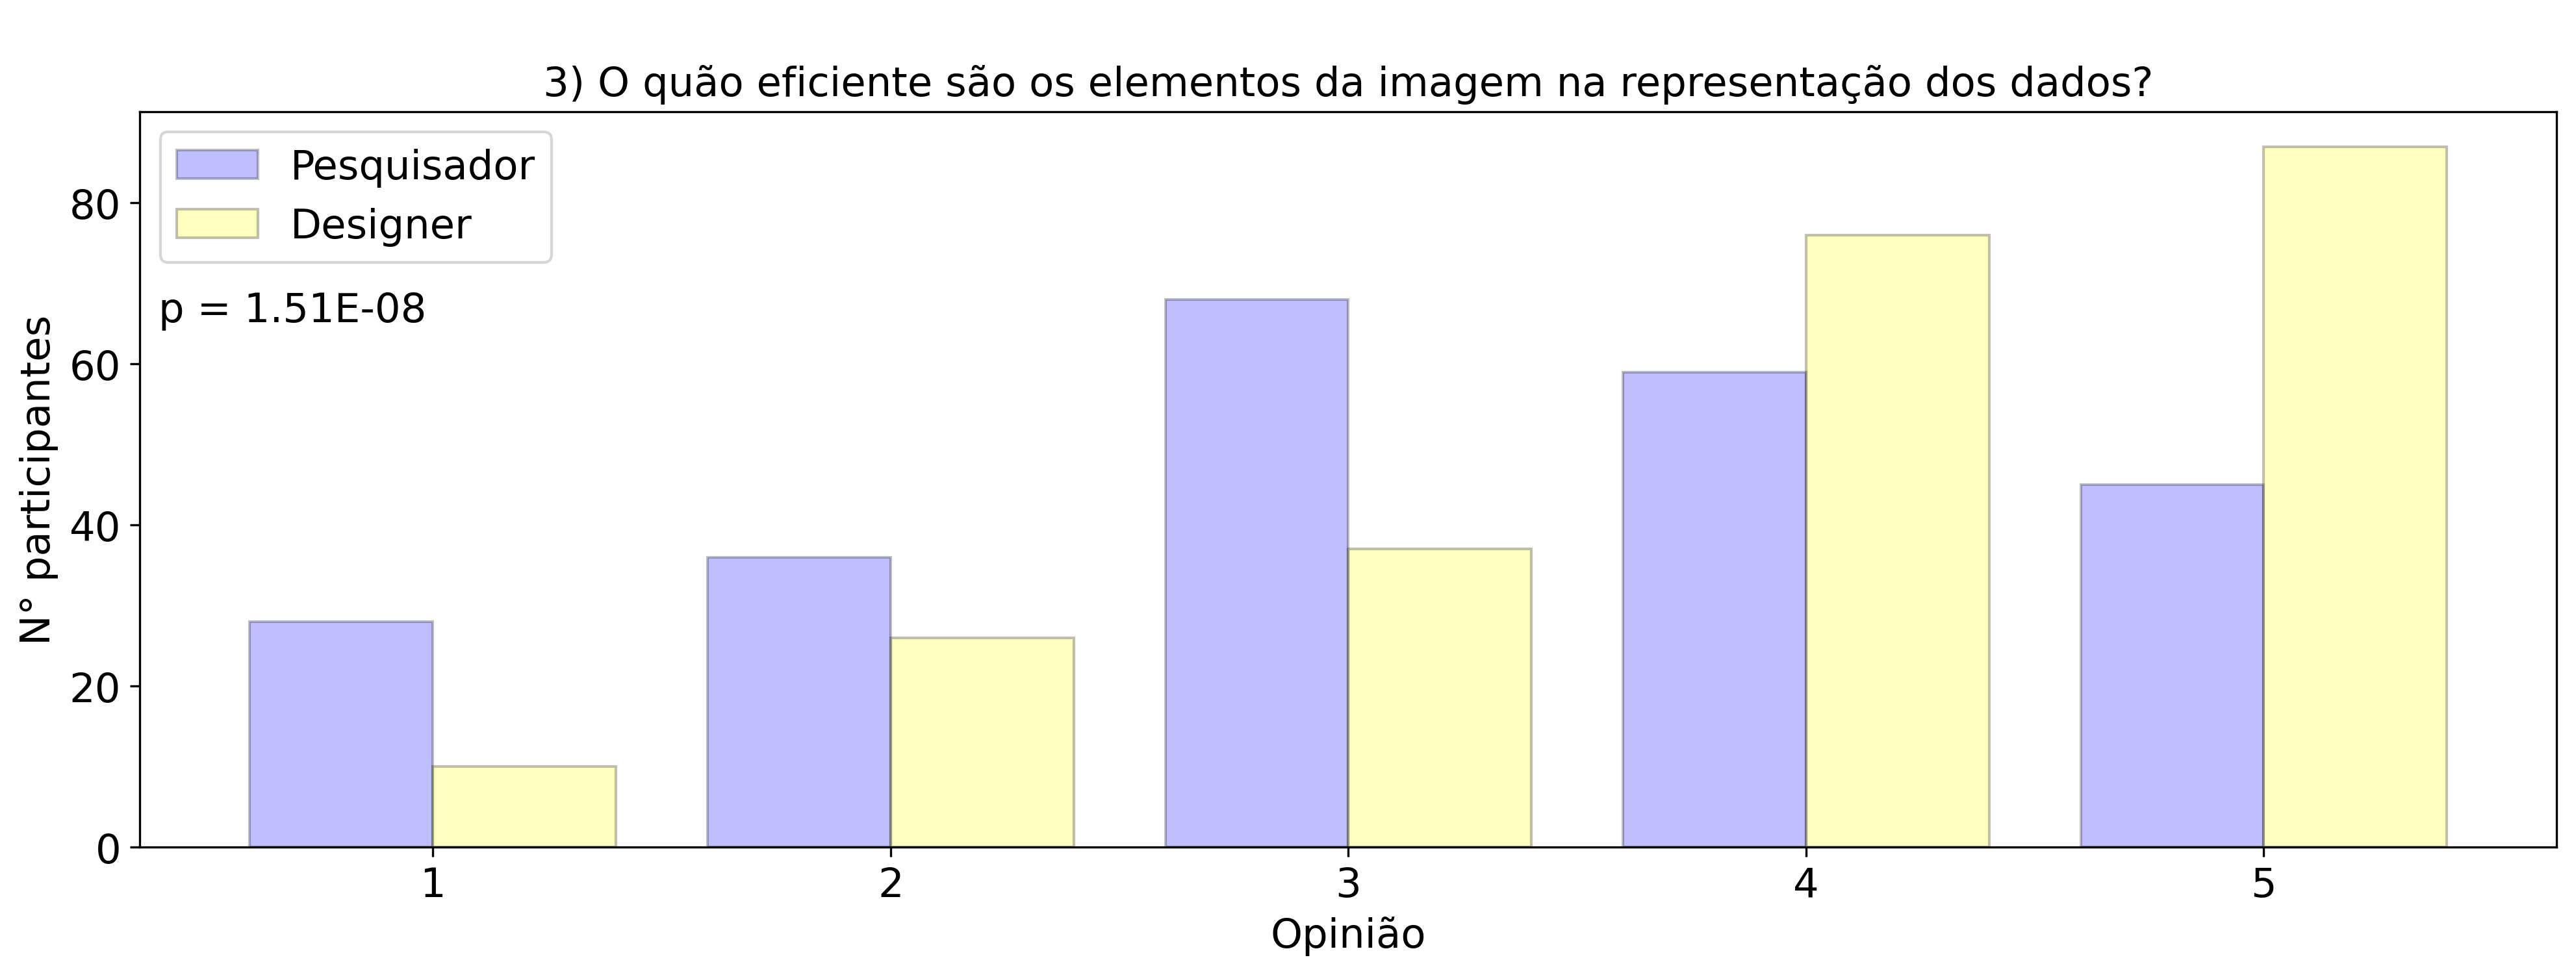 3) O quão eficiente são os elementos da imagem na representação dos dados?
Pesquisador
Designer
p = 1.51E-08
N° participantes
80
60
40
20
0
1 2 3 4 5
Opinião